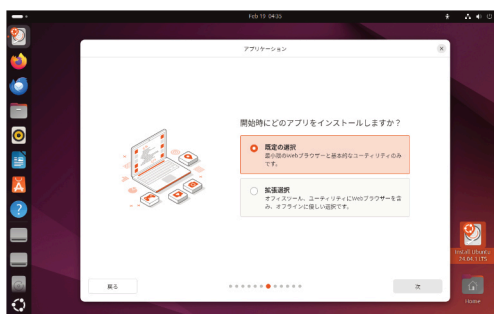 Feb 19 04:35
アプリケーション
開始時にどのアプリをインストールしますか？
既定の選択
最小限のWebブラウザーと基本的なユーティリティのみ
です。
拡張選択
オフィスツール、ユーティリティにWebブラウザーを含
み、オフラインに優しい選択です。
戻る
次
Install Ubuntu
24.04.1 LTS
Home